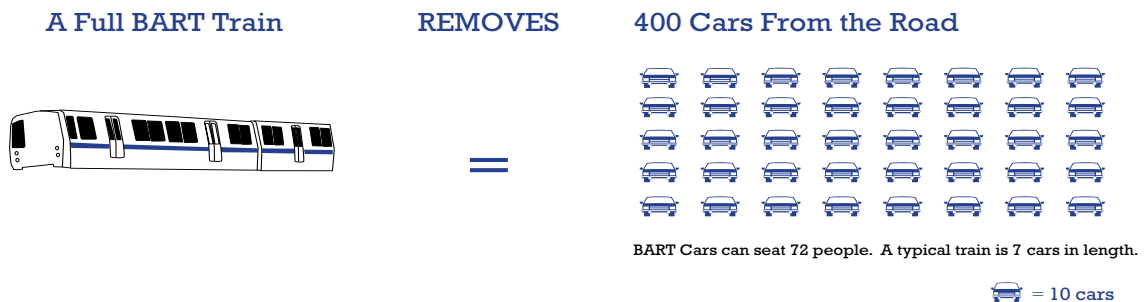 A Full BART Train REMOVES 400 Cars From the Road
=
BART Cars can seat 72 people. A typical train is 7 cars in length.
= 10 cars